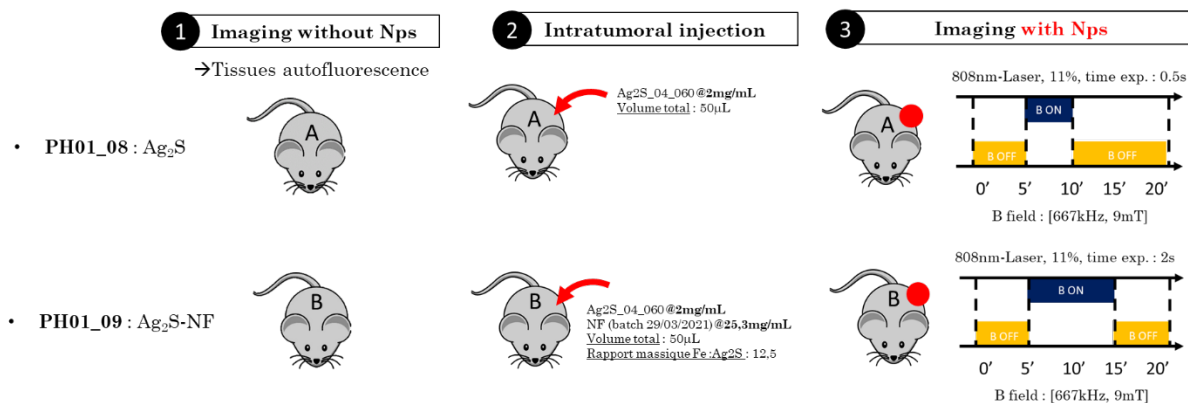 1 Imaging without Nps
→Tissues autofluorescence
2 Intratumoral injection
3 Imaging with Nps
• PH01_08 : Ag₂S
A
A
Ag2S_04_060 @2mg/mL
Volume total : 50µL
A
808nm-Laser, 11%, time exp. : 0.5s
B ON
B OFF
B OFF
0' 5' 10' 15' 20'
B field : [667kHz, 9mT]
• PH01_09 : Ag₂S-NF
B
B
Ag2S_04_060 @2mg/mL
NF (batch 29/03/2021) @25,3mg/mL
Volume total : 50µL
Rapport massique Fe :Ag2S : 12,5
B
808nm-Laser, 11%, time exp. : 2s
B ON
B OFF
B OFF
0' 5' 10' 15' 20'
B field : [667kHz, 9mT]